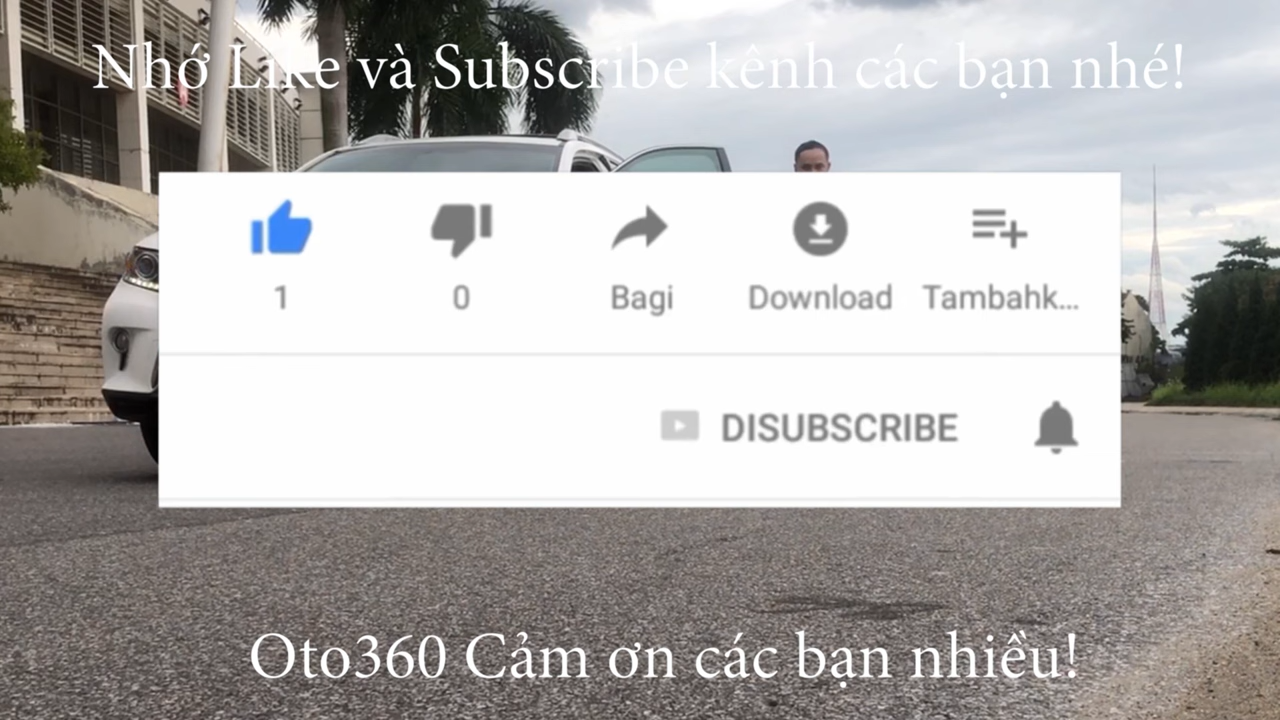 Nhớ Like và Subscribe kênh các bạn nhé!
1 0 Bagi Download Tambahk...
DISUBSCRIBE
Oto360 Cảm ơn các bạn nhiều!